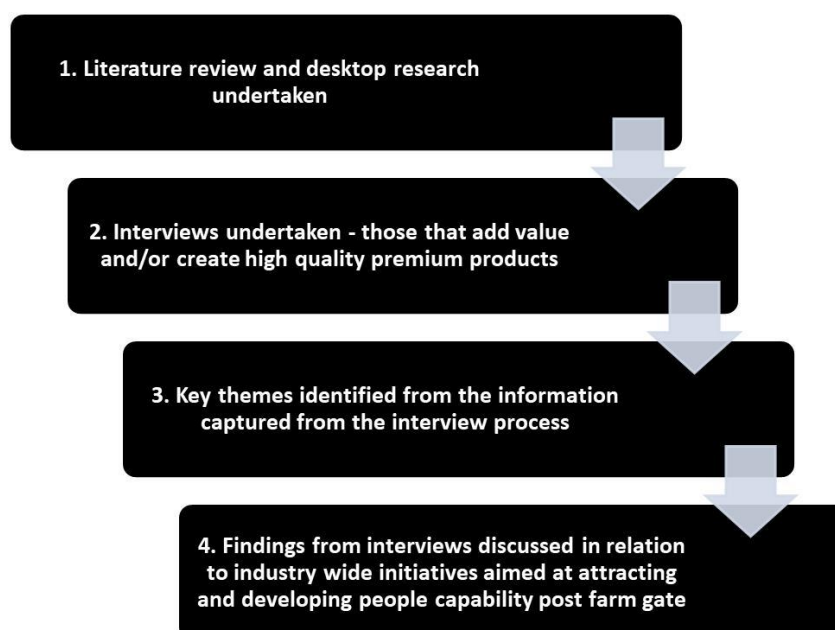 1. Literature review and desktop research
undertaken
2. Interviews undertaken - those that add value
and/or create high quality premium products
3. Key themes identified from the information
captured from the interview process
4. Findings from interviews discussed in relation
to industry wide initiatives aimed at attracting
and developing people capability post farm gate